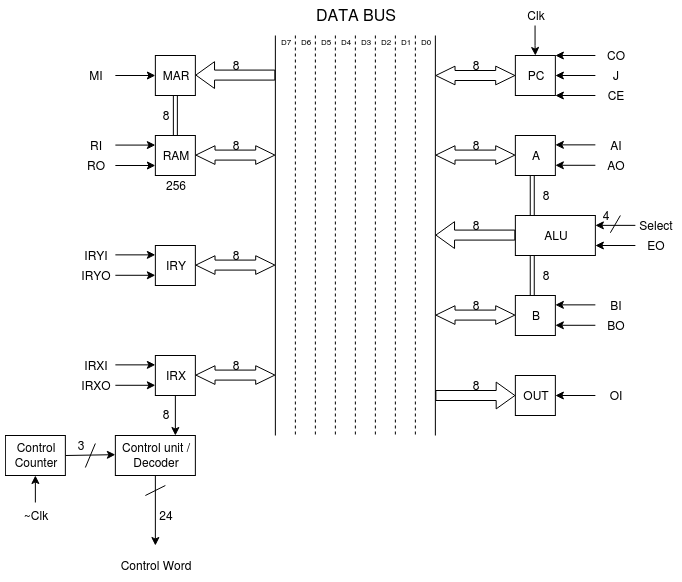 DATA BUS
Clk
D7 D6 D5 D4 D3 D2 D1 D0
MI
MAR
8
8
PC
CO
J
CE
8
RI
RO
RAM
256
8
8
A
AI
AO
8
8
ALU
4
Select
EO
IRYI
IRYO
IRY
8
8
8
B
BI
BO
IRXI
IRXO
IRX
8
8
OUT
OI
8
Control
Counter
3
Control unit /
Decoder
~Clk
24
Control Word